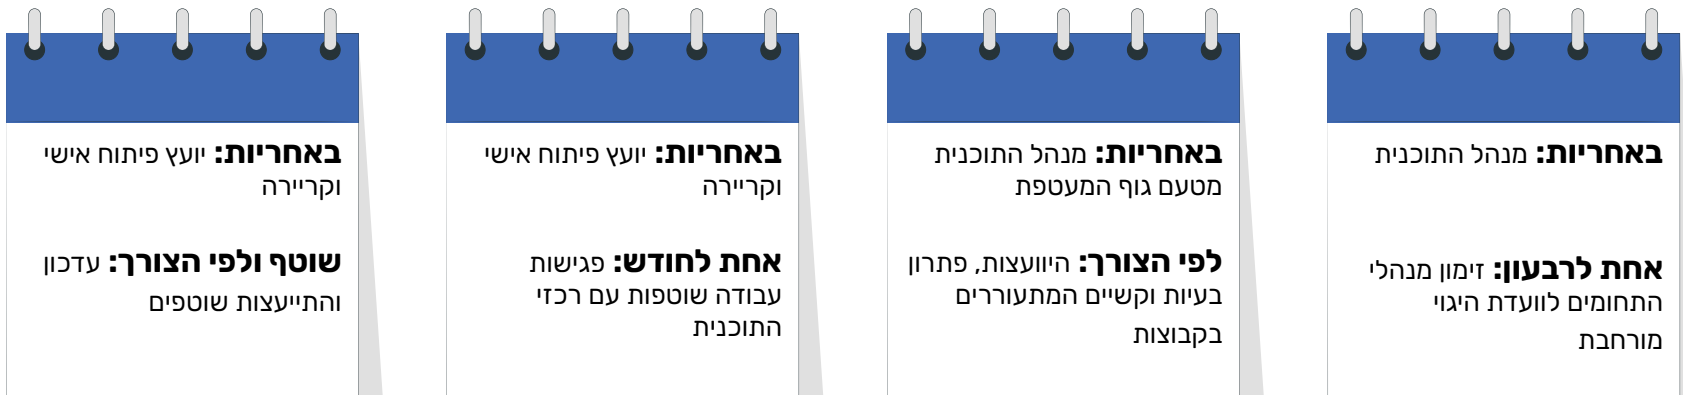 באחריות: מנהל התוכנית
אחת לרבעון: זימון מנהלי
התחומים לוועדת היגוי
מורחבת
באחריות: מנהל התוכנית
מטעם גוף המעטפת
לפי הצורך: היוועצות, פתרון
בעיות וקשיים המתעוררים
בקבוצות
באחריות: יועץ פיתוח אישי
וקריירה
אחת לחודש: פגישות
עבודה שוטפות עם רכזי
התוכנית
באחריות: יועץ פיתוח אישי
וקריירה
שוטף ולפי הצורך: עדכון
והתייעצות שוטפים